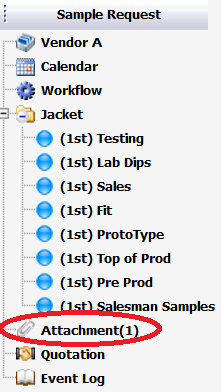 Sample Request
Vendor A
Calendar
Workflow
Jacket
(1st) Testing
(1st) Lab Dips
(1st) Sales
(1st) Fit
(1st) ProtoType
(1st) Top of Prod
(1st) Pre Prod
(1st) Salesman Samples
Attachment(1)
Quotation
Event Log